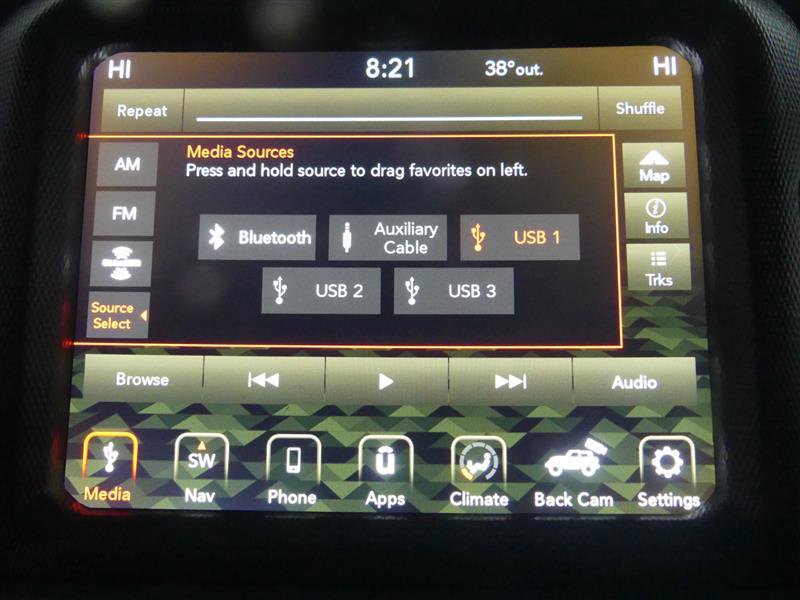 HI 8:21 38° out. HI
Repeat Shuffle
Media Sources
Press and hold source to drag favorites on left.
AM
FM
Source
Select
Bluetooth
Auxiliary
Cable
USB 1
USB 2
USB 3
Map
Info
Trks
Browse Audio
SW
Media Nav Phone Apps Climate Back Cam Settings